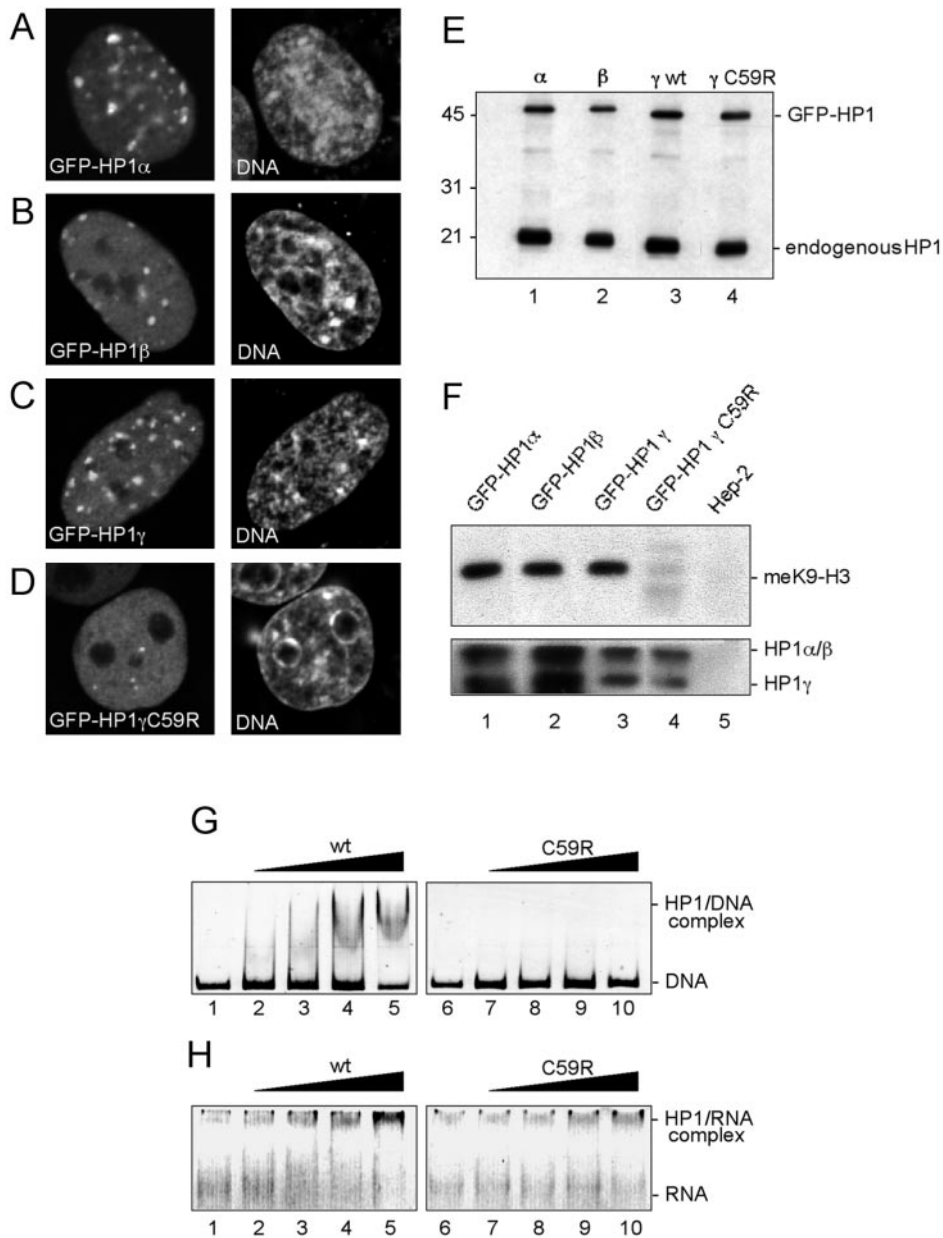 A
GFP-HP1α
DNA
B
GFP-HP1β
DNA
C
GFP-HP1γ
DNA
D
GFP-HP1γC59R
DNA
E
α β γ wt γ C59R
45
31
21
GFP-HP1
endogenous HP1
1 2 3 4
F
GFP-HP1α GFP-HP1β GFP-HP1 γ GFP-HP1 γ C59R Hep-2
meK9-H3
HP1α/β
HP1γ
1 2 3 4 5
G
wt C59R
HP1/DNA
complex
DNA
1 2 3 4 5 6 7 8 9 10
H
wt C59R
HP1/RNA
complex
RNA
1 2 3 4 5 6 7 8 9 10